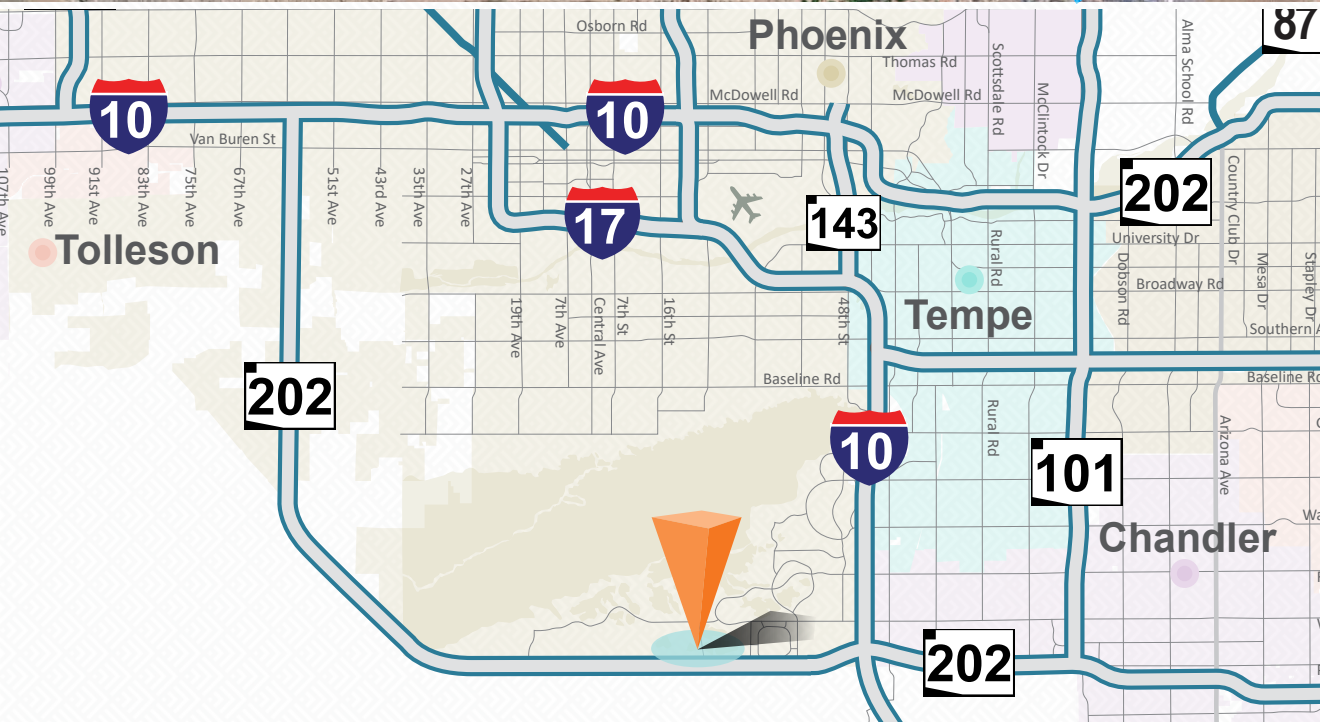 Osborn Rd
Phoenix
87
Thomas Rd
Scottsdale Rd
Alma School Rd
10
10
McDowell Rd
McDowell Rd
McClintock Dr
Van Buren St
107th Ave
99th Ave
91st Ave
83rd Ave
75th Ave
67th Ave
51st Ave
43rd Ave
35th Ave
27th Ave
202
17
143
Country Club Dr
Tolleson
Rural Rd
University Dr
Dobson Rd
Broadway Rd
Mesa Dr
Stapley Dr
19th Ave
7th Ave
Central Ave
7th St
16th St
48th St
Tempe
Southern A
202
Baseline Rd
Baseline Rd
10
Rural Rd
101
Arizona Ave
Chandler
202